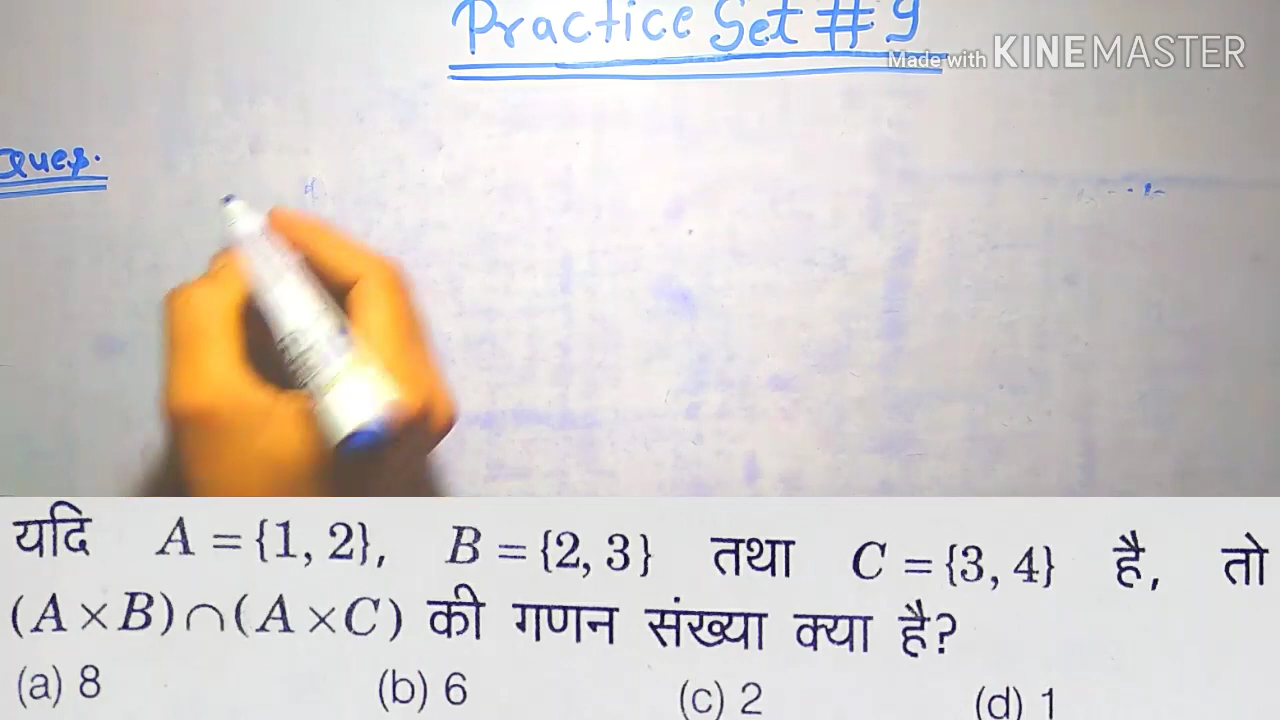 Practice Set # 9
Made with KINEMASTER
Ques.
यदि A = {1, 2}, B = {2, 3} तथा C = {3, 4} है, तो
(A × B) ∩ (A × C) की गणन संख्या क्या है?
(a) 8 (b) 6 (c) 2 (d) 1